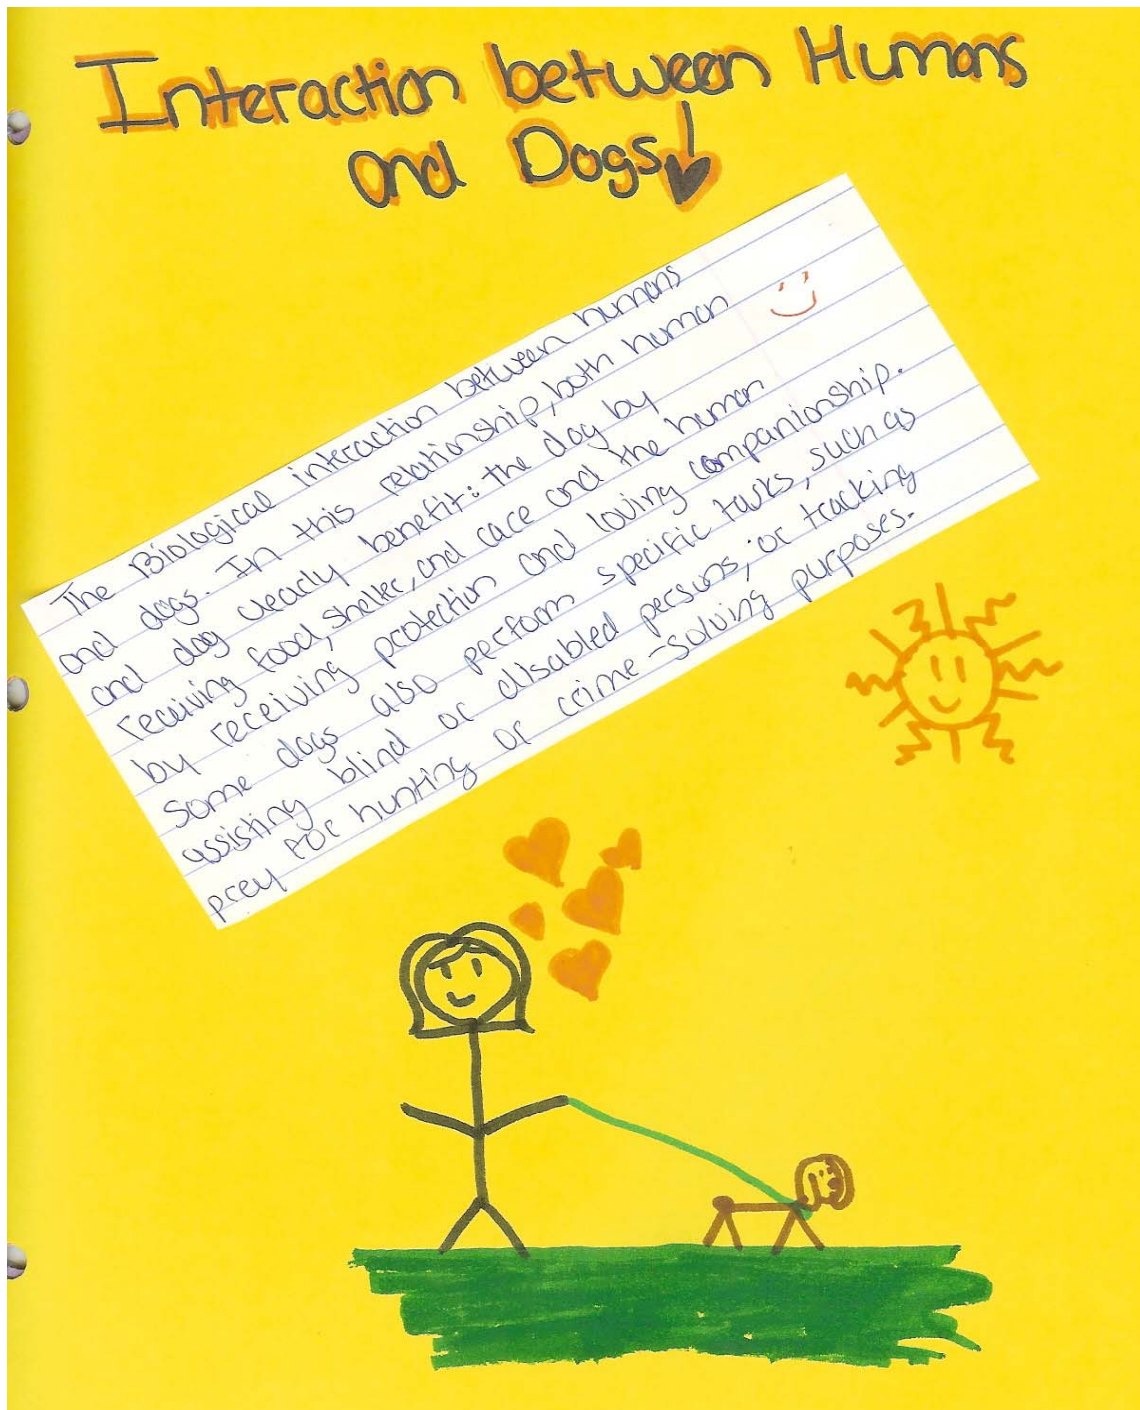 Interaction between Humans
and Dogs
The Biological interaction between humans
and dogs. In this relationship, both human
and dog clearly benefit: the dog by
receiving food, shelter, and care and the human
by receiving protection and loving companionship.
Some dogs also perform specific tasks, such as
assisting blind or disabled persons, or tracking
prey for hunting or crime-solving purposes.